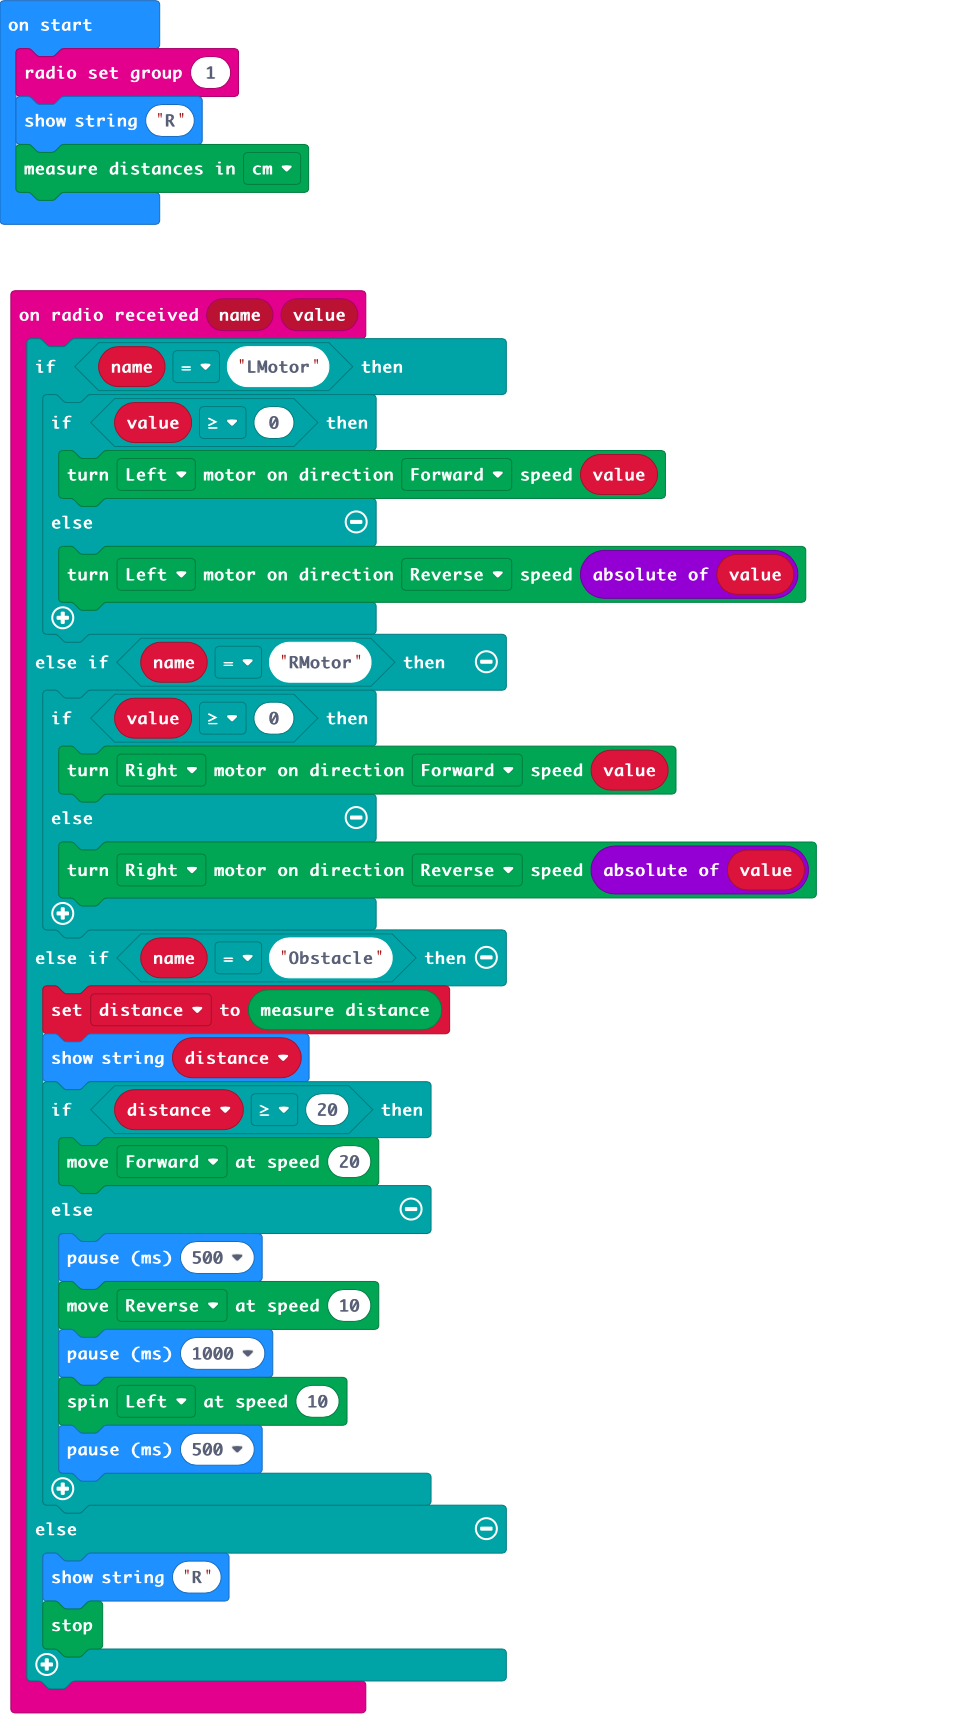 on start
radio set group 1
show string "R"
measure distances in cm
on radio received name value
if name = "LMotor" then
if value ≥ 0 then
turn Left motor on direction Forward speed value
else
turn Left motor on direction Reverse speed absolute of value
else if name = "RMotor" then
if value ≥ 0 then
turn Right motor on direction Forward speed value
else
turn Right motor on direction Reverse speed absolute of value
else if name = "Obstacle" then
set distance to measure distance
show string distance
if distance ≥ 20 then
move Forward at speed 20
else
pause (ms) 500
move Reverse at speed 10
pause (ms) 1000
spin Left at speed 10
pause (ms) 500
else
show string "R"
stop